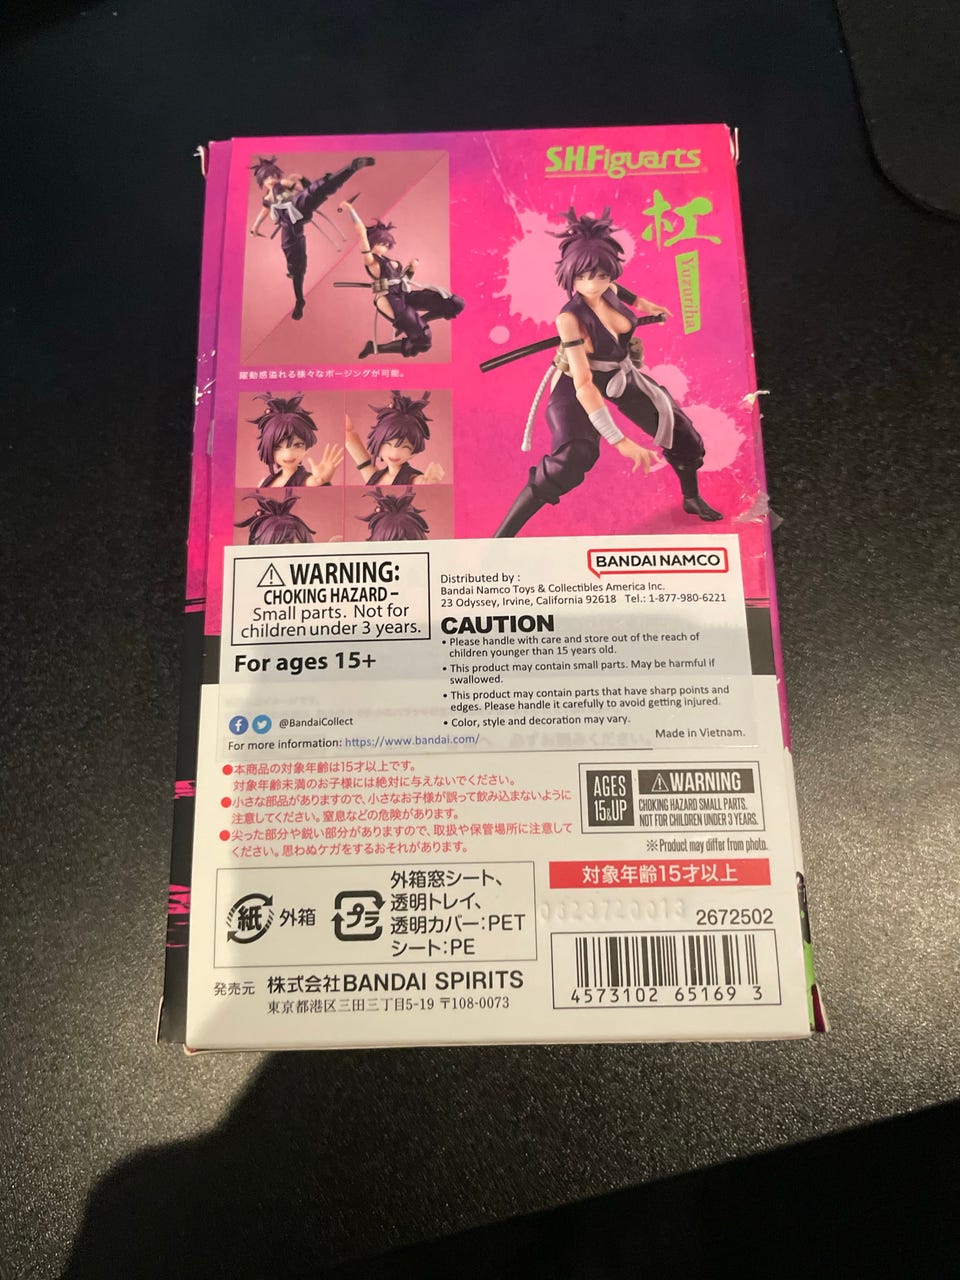 S.H.Figuarts
杠
Yuzuriha
躍動感溢れる様々なポージングが可能。
WARNING:
CHOKING HAZARD –
Small parts. Not for
children under 3 years.
For ages 15+
@BandaiCollect
For more information: https://www.bandai.com/
BANDAI NAMCO
Distributed by :
Bandai Namco Toys & Collectibles America Inc.
23 Odyssey, Irvine, California 92618 Tel.: 1-877-980-6221
CAUTION
• Please handle with care and store out of the reach of
children younger than 15 years old.
• This product may contain small parts. May be harmful if
swallowed.
• This product may contain parts that have sharp points and
edges. Please handle it carefully to avoid getting injured.
• Color, style and decoration may vary.
Made in Vietnam.
●本商品の対象年齢は15才以上です。
対象年齢未満のお子様には絶対に与えないでください。
●小さな部品がありますので、小さなお子様が誤って飲み込まないように
注意してください。窒息などの危険があります。
●尖った部分や鋭い部分がありますので、取扱や保管場所に注意して
ください。思わぬケガをするおそれがあります。
AGES
15&UP
WARNING
CHOKING HAZARD SMALL PARTS.
NOT FOR CHILDREN UNDER 3 YEARS.
※Product may differ from photo.
対象年齢15才以上
紙 外箱
プラ
外箱窓シート、
透明トレイ、
透明カバー：PET
シート：PE
2672502
4573102 65169 3
発売元 株式会社BANDAI SPIRITS
東京都港区三田三丁目5-19 〒108-0073